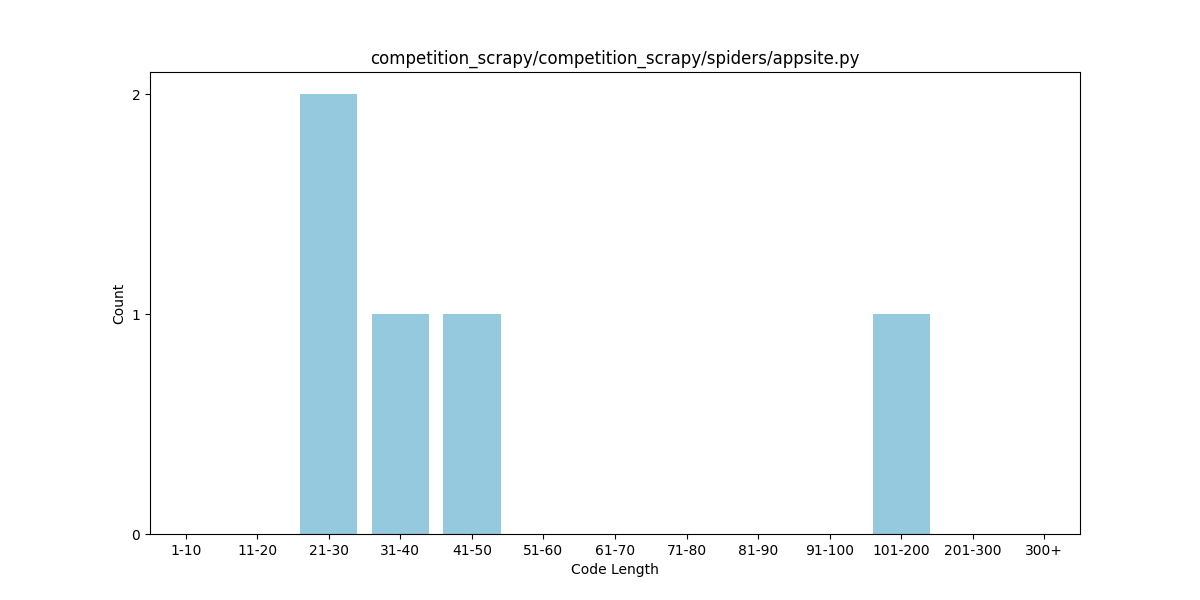 competition_scrapy/competition_scrapy/spiders/appsite.py
2
1
0
Count
1-10 11-20 21-30 31-40 41-50 51-60 61-70 71-80 81-90 91-100 101-200 201-300 300+
Code Length